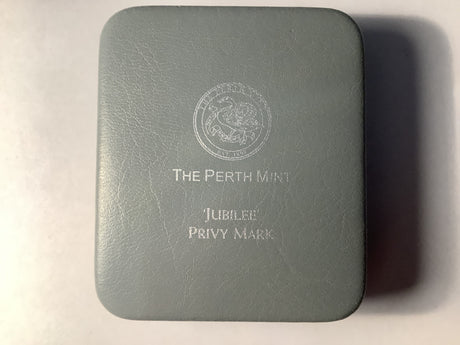 THE PERTH MINT
'JUBILEE'
PRIVY MARK